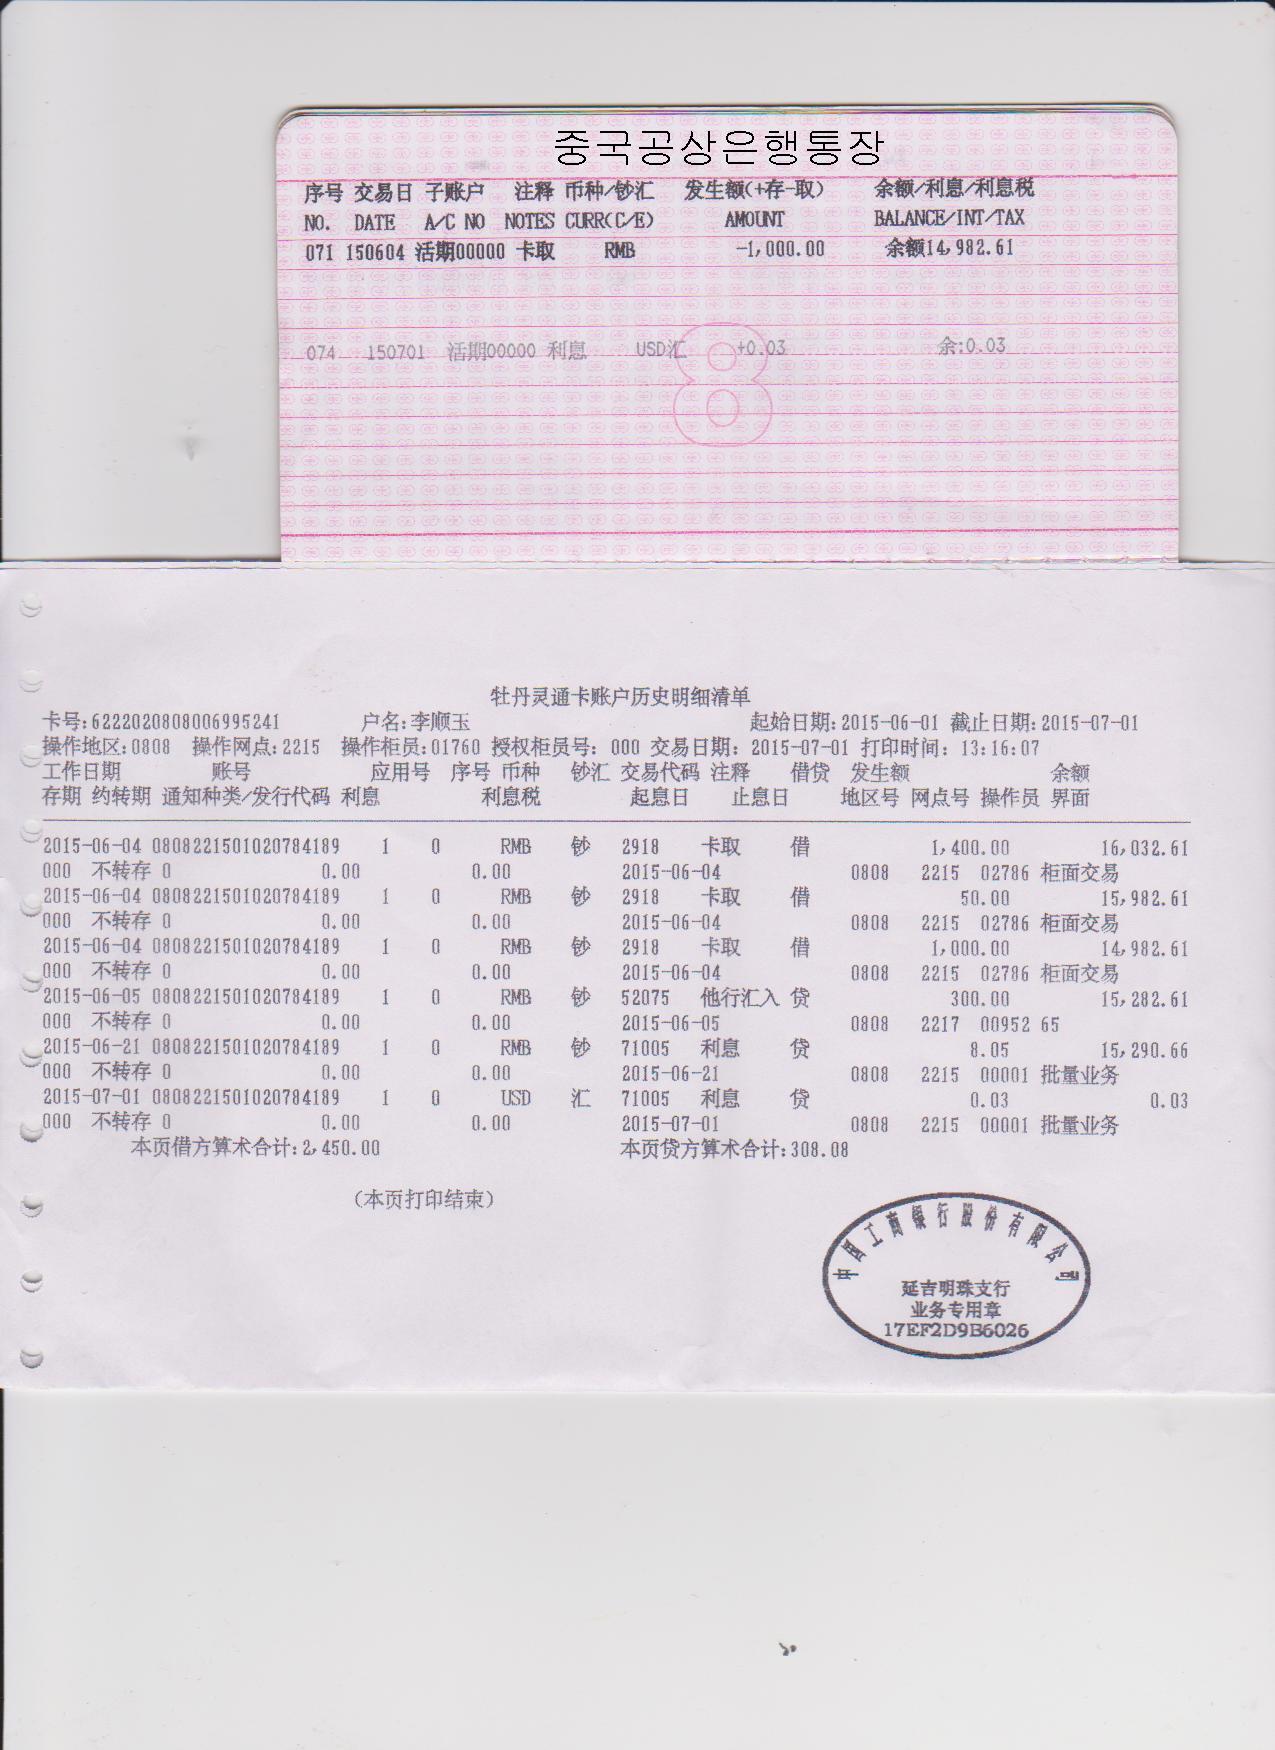 중국공상은행통장
序号 交易日 子账户 注释 币种/钞汇 发生额(+存-取) 余额/利息/利息税
NO. DATE A/C NO NOTES CURR(C/E) AMOUNT BALANCE/INT/TAX
071 150604 活期00000 卡取 RMB -1,000.00 余额14,982.61
074 150701 活期00000 利息 USD汇 +0.03 余:0.03
8
牡丹灵通卡账户历史明细清单
卡号:6222020808006995241 户名:李顺玉 起始日期:2015-06-01 截止日期:2015-07-01
操作地区:0808 操作网点:2215 操作柜员:01760 授权柜员号: 000 交易日期: 2015-07-01 打印时间: 13:16:07
工作日期 账号 应用号 序号 币种 钞汇 交易代码 注释 借贷 发生额 余额
存期 约转期 通知种类/发行代码 利息 利息税 起息日 止息日 地区号 网点号 操作员 界面
2015-06-04 0808221501020784189 1 0 RMB 钞 2918 卡取 借 1,400.00 16,032.61
000 不转存 0 0.00 0.00 2015-06-04 0808 2215 02786 柜面交易
2015-06-04 0808221501020784189 1 0 RMB 钞 2918 卡取 借 50.00 15,982.61
000 不转存 0 0.00 0.00 2015-06-04 0808 2215 02786 柜面交易
2015-06-04 0808221501020784189 1 0 RMB 钞 2918 卡取 借 1,000.00 14,982.61
000 不转存 0 0.00 0.00 2015-06-04 0808 2215 02786 柜面交易
2015-06-05 0808221501020784189 1 0 RMB 钞 52075 他行汇入 贷 300.00 15,282.61
000 不转存 0 0.00 0.00 2015-06-05 0808 2217 00952 65
2015-06-21 0808221501020784189 1 0 RMB 钞 71005 利息 贷 8.05 15,290.66
000 不转存 0 0.00 0.00 2015-06-21 0808 2215 00001 批量业务
2015-07-01 0808221501020784189 1 0 USD 汇 71005 利息 贷 0.03 0.03
000 不转存 0 0.00 0.00 2015-07-01 0808 2215 00001 批量业务
本页借方算术合计:2,450.00 本页贷方算术合计:308.08
(本页打印结束)
中国工商银行股份有限公司
延吉明珠支行
业务专用章
17EF2D9B6026